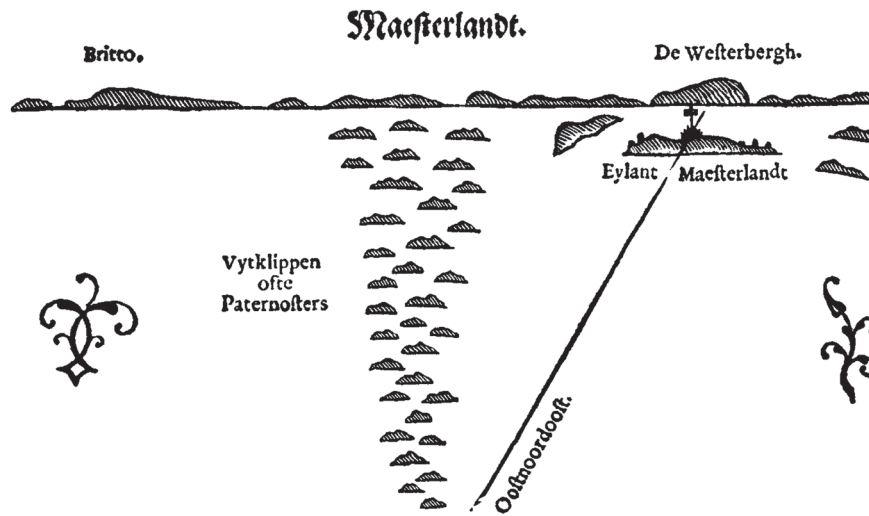 Maeſterlandt.
Britto.
De Weſterbergh.
Eylant Maeſterlandt
Vytklippen
ofte
Paternoſters
Ooſtnoordooſt.